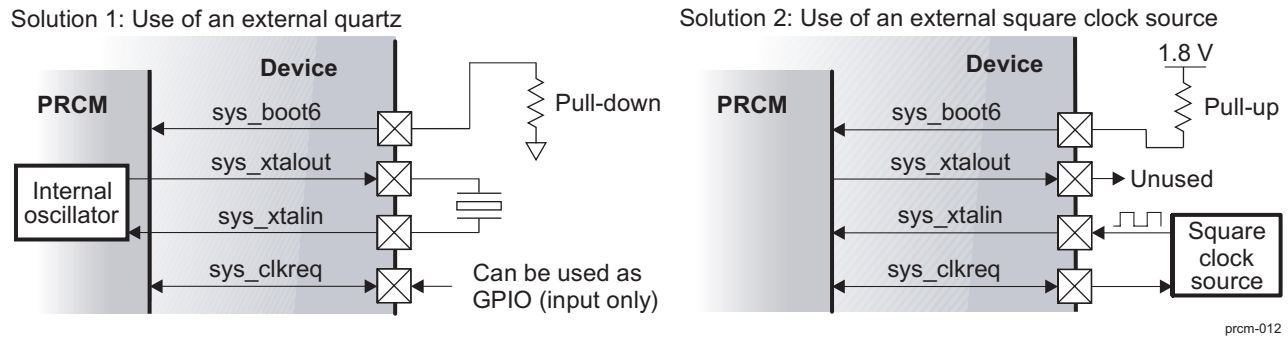 Solution 1: Use of an external quartz
Device
PRCM
sys_boot6
Pull-down
sys_xtalout
Internal
oscillator
sys_xtalin
sys_clkreq
Can be used as
GPIO (input only)
Solution 2: Use of an external square clock source
1.8 V
Device
PRCM
Pull-up
sys_boot6
sys_xtalout
Unused
sys_xtalin
Square
clock
source
sys_clkreq
prcm-012